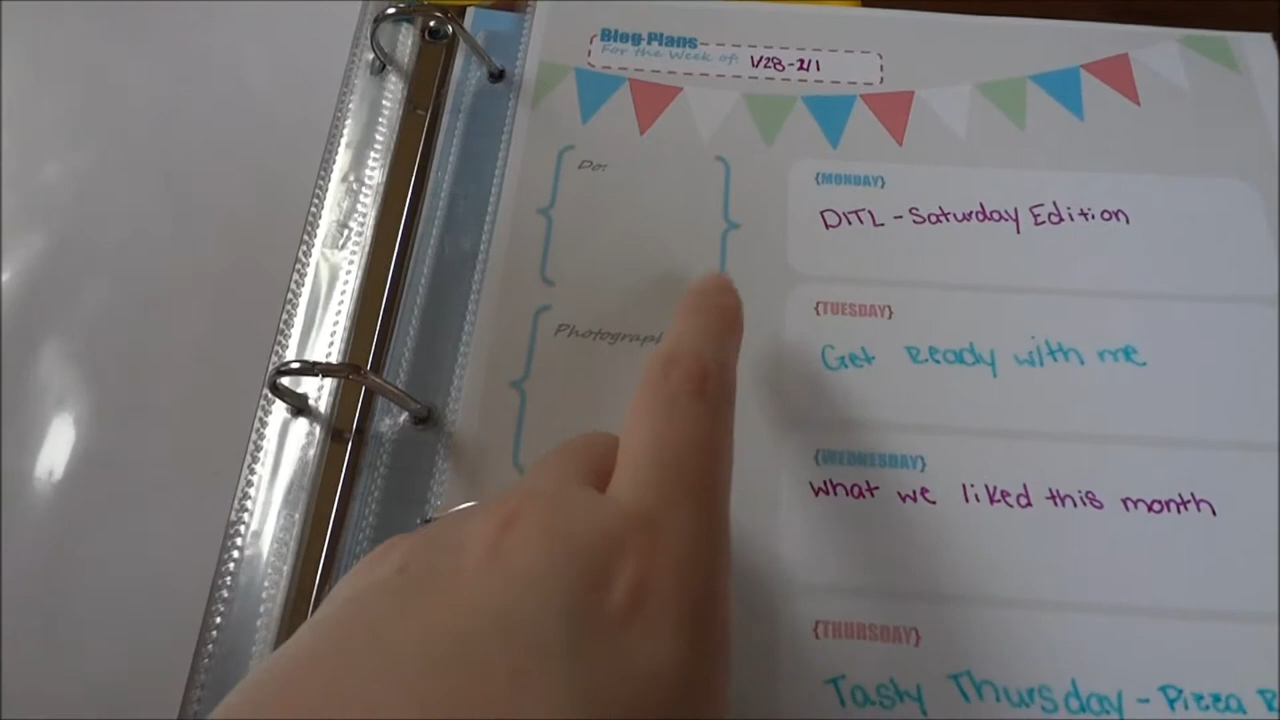 Blog Plans
For the Week of: 1/28-2/1
Do:
{MONDAY}
DITL - Saturday Edition
{TUESDAY}
Get Ready with me
{WEDNESDAY}
What we liked this month
{THURSDAY}
Tasty Thursday - Pizza